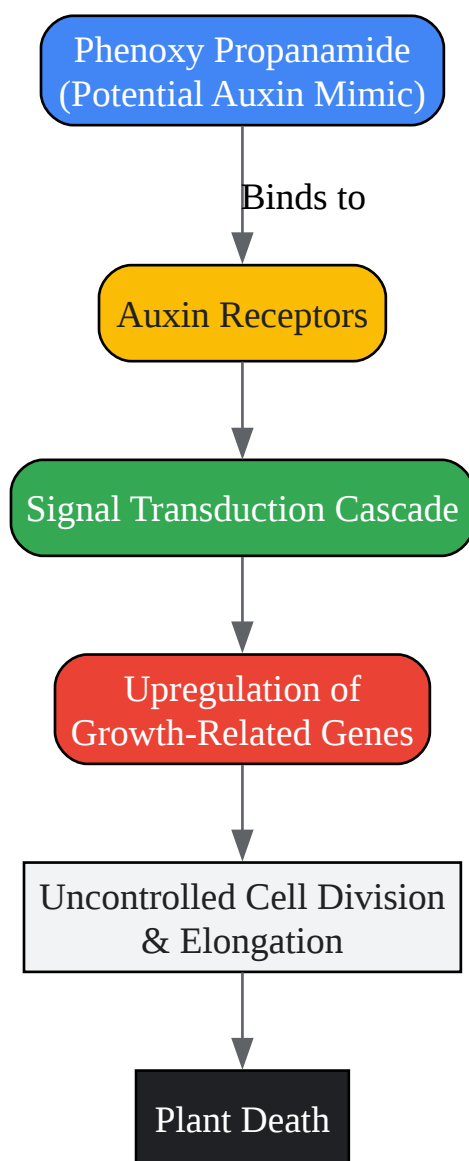 Phenoxy Propanamide
(Potential Auxin Mimic)
Binds to
Auxin Receptors
Signal Transduction Cascade
Upregulation of
Growth-Related Genes
Uncontrolled Cell Division
& Elongation
Plant Death